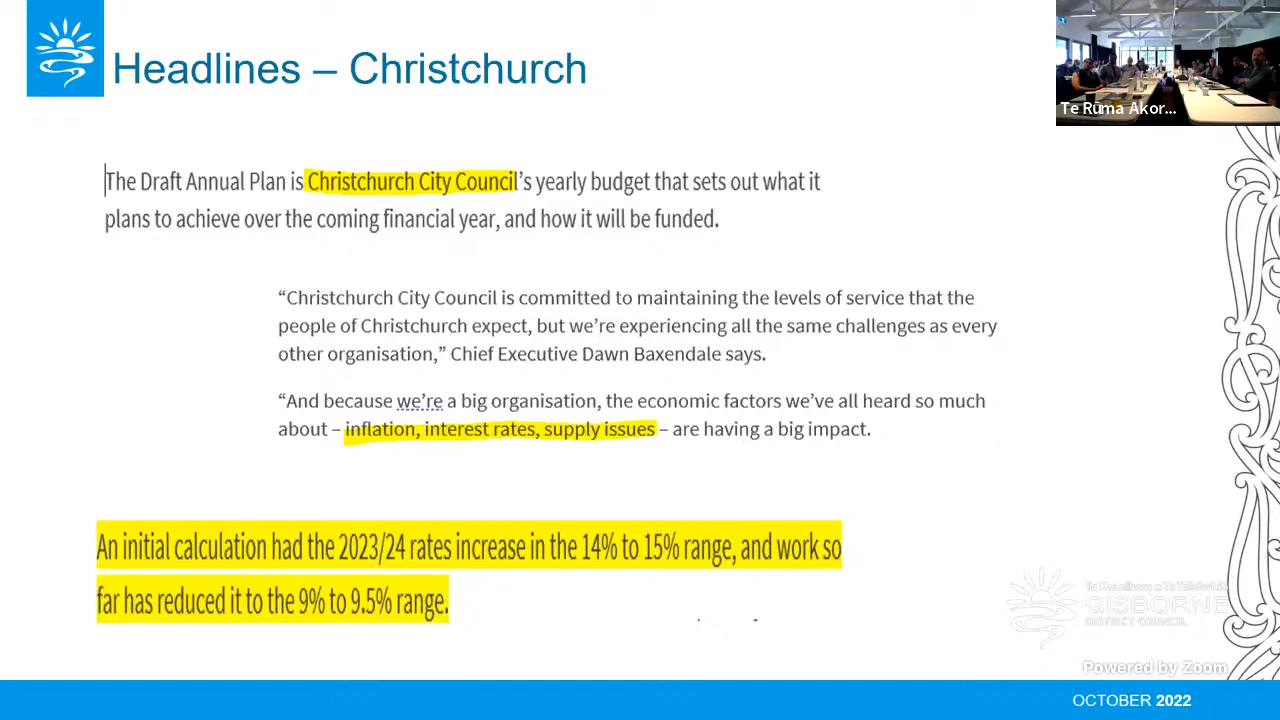 Headlines – Christchurch
Te Rūma Akor...
The Draft Annual Plan is Christchurch City Council’s yearly budget that sets out what it
plans to achieve over the coming financial year, and how it will be funded.
“Christchurch City Council is committed to maintaining the levels of service that the
people of Christchurch expect, but we’re experiencing all the same challenges as every
other organisation,” Chief Executive Dawn Baxendale says.
“And because we’re a big organisation, the economic factors we’ve all heard so much
about – inflation, interest rates, supply issues – are having a big impact.
An initial calculation had the 2023/24 rates increase in the 14% to 15% range, and work so
far has reduced it to the 9% to 9.5% range.
GISBORNE
DISTRICT COUNCIL
Powered by Zoom
OCTOBER 2022